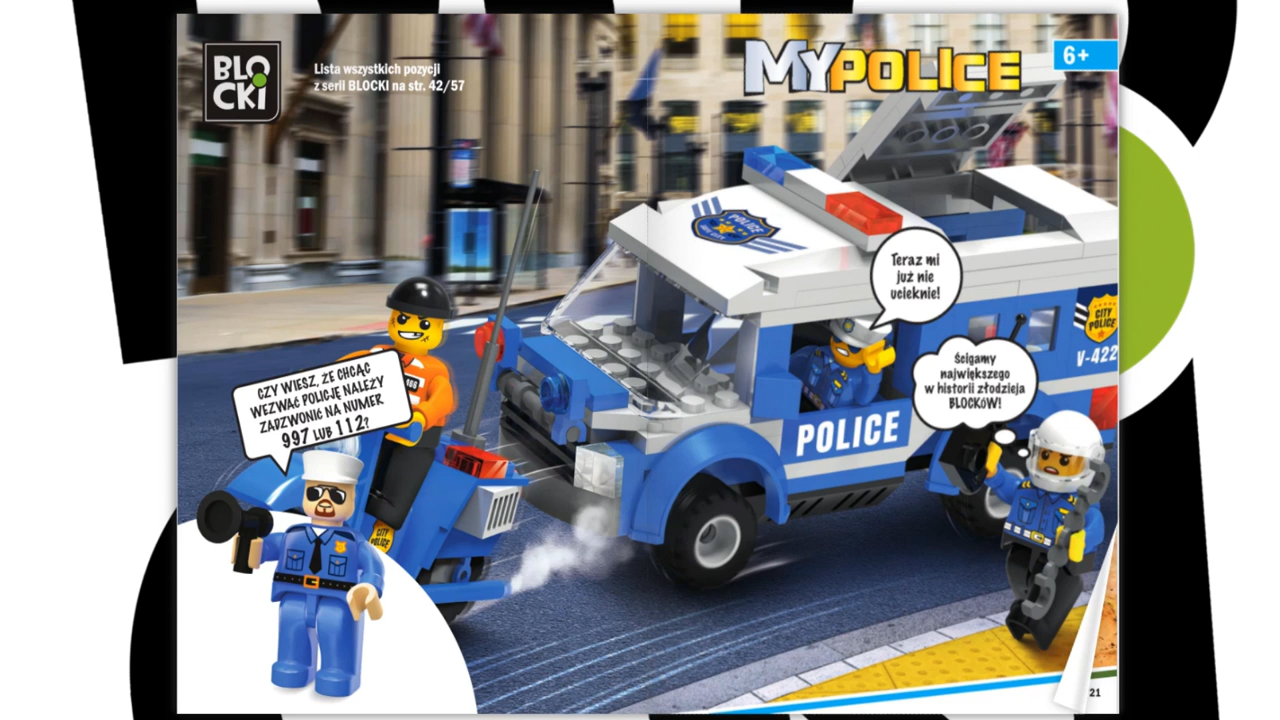 BLO
CKI
Lista wszystkich pozycji
z serii BLOCKI na str. 42/57
MYPOLICE
6+
POLICE
Teraz mi
już nie
ucieknie!
CITY
POLICE
V-422
Ścigamy
największego
w historii złodzieja
BLOCKÓW!
CZY WIESZ, ŻE CHCĄC
WEZWAĆ POLICJĘ NALEŻY
ZADZWONIĆ NA NUMER
997 LUB 112?
POLICE
CITY
POLICE
21